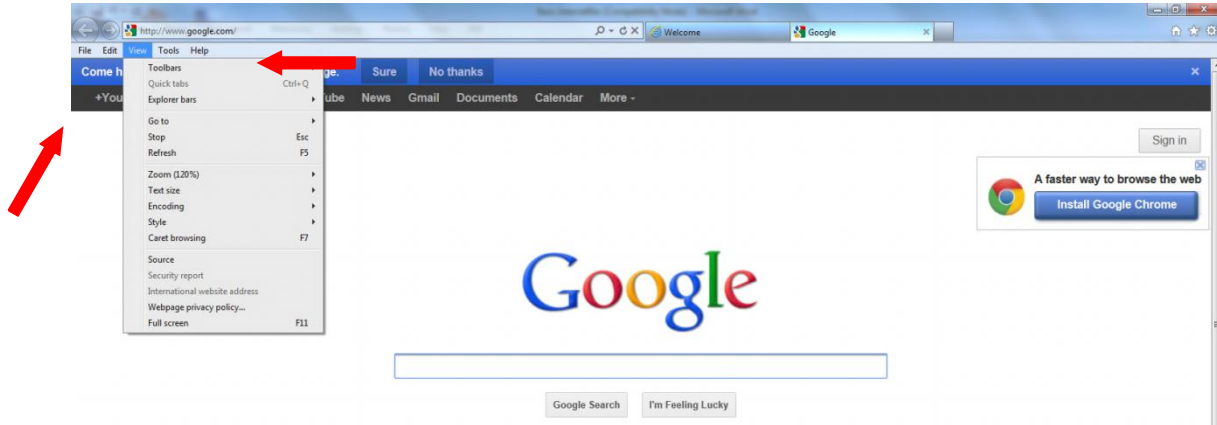 http://www.google.com/
Welcome
Google
File Edit View Tools Help
Come h ge. Sure No thanks
+You ube News Gmail Documents Calendar More
Toolbars
Quick tabs Ctrl+Q
Explorer bars
Go to
Stop Esc
Refresh F5
Zoom (120%)
Text size
Encoding
Style
Caret browsing F7
Source
Security report
International website address
Webpage privacy policy...
Full screen F11
Sign in
A faster way to browse the web
Install Google Chrome
Google
Google Search I'm Feeling Lucky